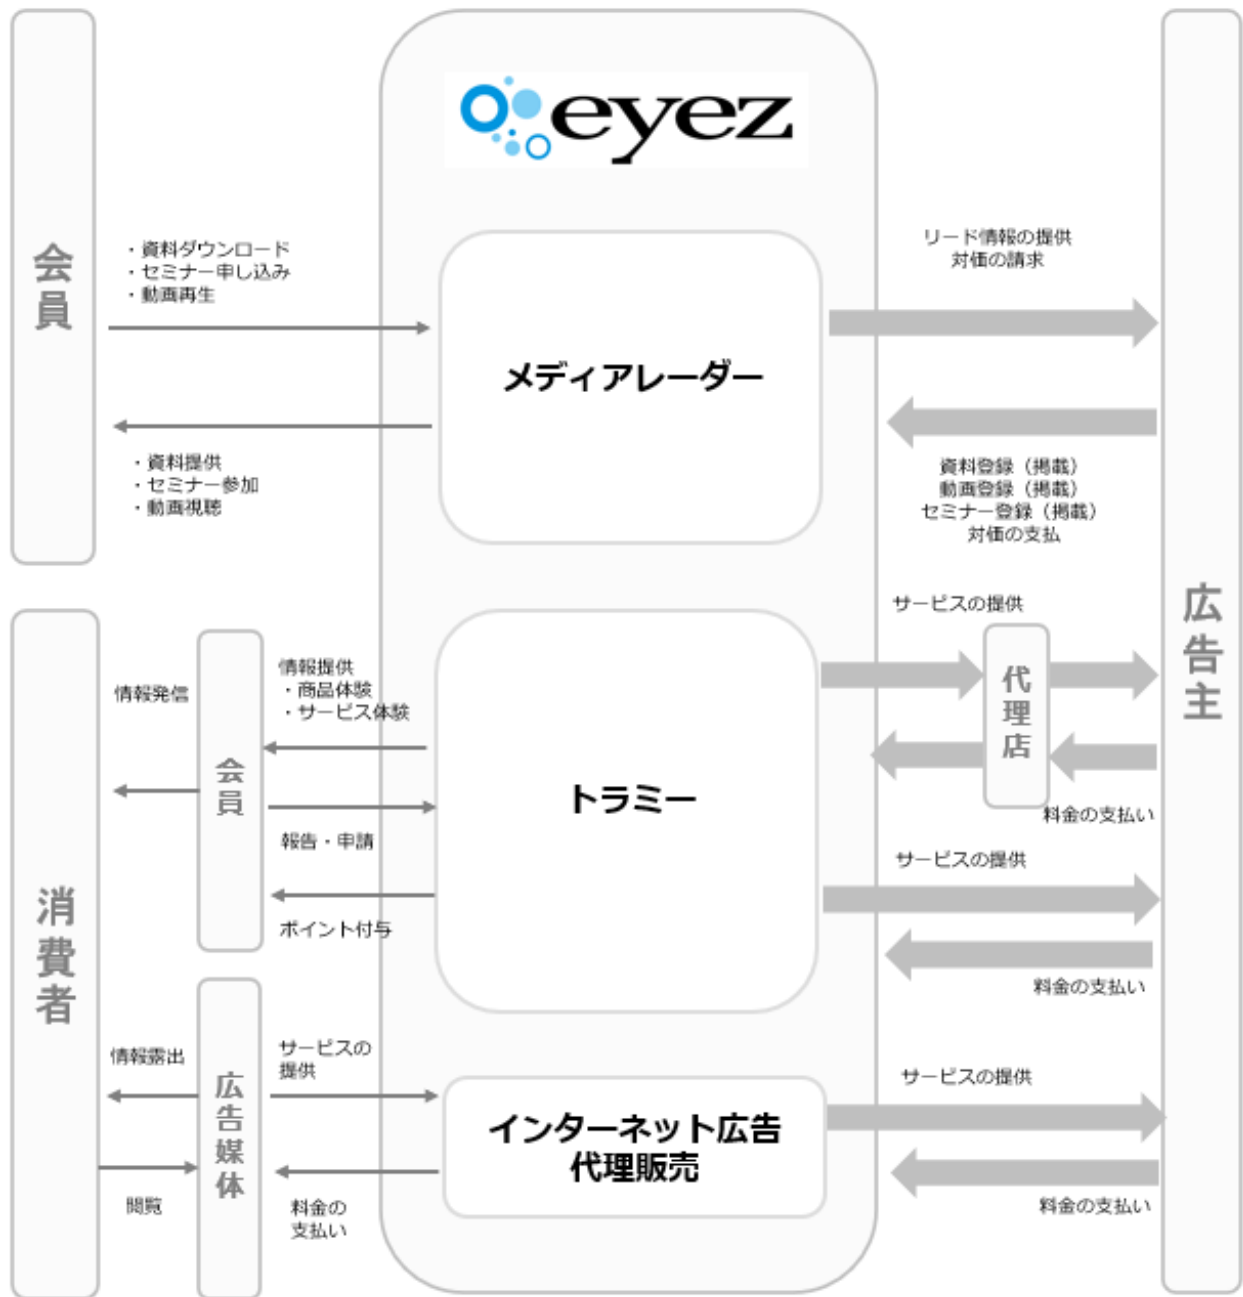 eyez
会員
・資料ダウンロード
・セミナー申し込み
・動画再生
メディアレーダー
リード情報の提供
対価の請求
・資料提供
・セミナー参加
・動画視聴
資料登録（掲載）
動画登録（掲載）
セミナー登録（掲載）
対価の支払
広告主
消費者
情報発信
会員
情報提供
・商品体験
・サービス体験
報告・申請
ポイント付与
トラミー
サービスの提供
代理店
料金の支払い
サービスの提供
料金の支払い
情報露出
閲覧
広告媒体
サービスの
提供
料金の
支払い
インターネット広告
代理販売
サービスの提供
料金の支払い